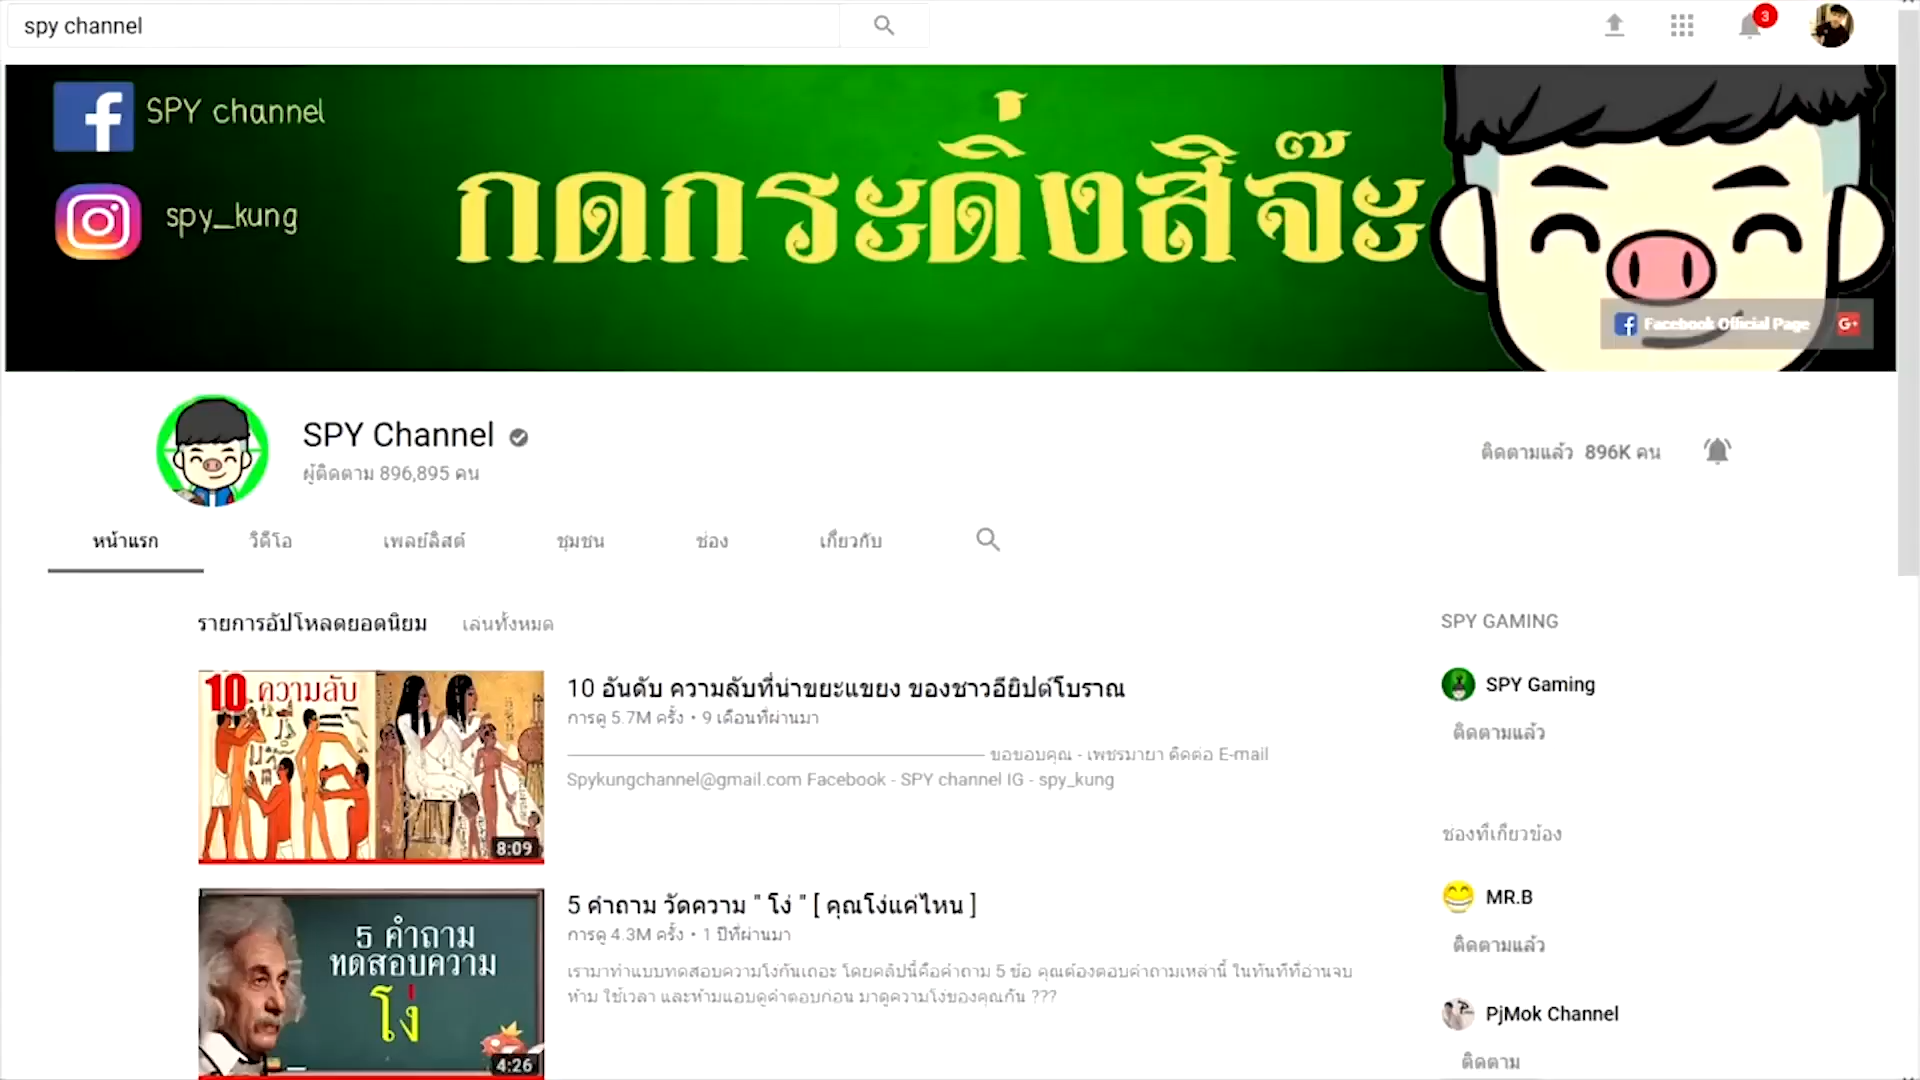 spy channel
3
SPY channel
spy_kung
กดกระดิ่งสิจ๊ะ
Facebook Official Page
G+
SPY Channel
ผู้ติดตาม 896,895 คน
ติดตามแล้ว 896K คน
หน้าแรก
วิดีโอ
เพลย์ลิสต์
ชุมชน
ช่อง
เกี่ยวกับ
รายการอัปโหลดยอดนิยม
เล่นทั้งหมด
10. ความลับ
8:09
10 อันดับ ความลับที่น่าขยะแขยง ของชาวอียิปต์โบราณ
การดู 5.7M ครั้ง • 9 เดือนที่ผ่านมา
ขอขอบคุณ - เพชรมายา ติดต่อ E-mail
Spykungchannel@gmail.com Facebook - SPY channel IG - spy_kung
5 คำถาม
ทดสอบความ
โง่
4:26
5 คำถาม วัดความ " โง่ " [ คุณโง่แค่ไหน ]
การดู 4.3M ครั้ง • 1 ปีที่ผ่านมา
เรามาทำแบบทดสอบความโง่กันเถอะ โดยคลิปนี้คือคำถาม 5 ข้อ คุณต้องตอบคำถามเหล่านี้ ในทันทีที่อ่านจบ
ห้าม ใช้เวลา และห้ามแอบดูคำตอบก่อน มาดูความโง่ของคุณกัน ???
SPY GAMING
SPY Gaming
ติดตามแล้ว
ช่องที่เกี่ยวข้อง
MR.B
ติดตามแล้ว
PjMok Channel
ติดตาม